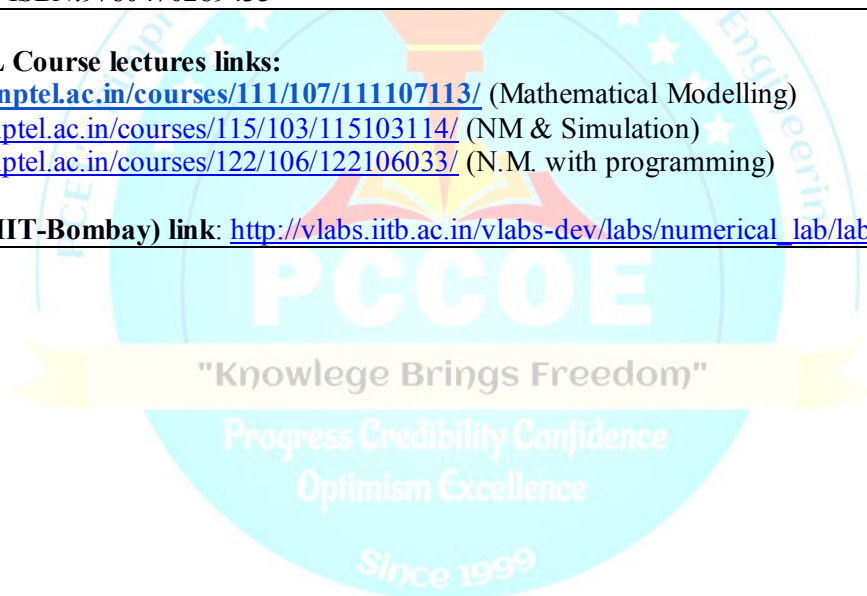 L Course lectures links:
nptel.ac.in/courses/111/107/111107113/ (Mathematical Modelling)
ptel.ac.in/courses/115/103/115103114/ (NM & Simulation)
ptel.ac.in/courses/122/106/122106033/ (N.M. with programming)
IIT-Bombay) link: http://vlabs.iitb.ac.in/vlabs-dev/labs/numerical_lab/lab
PCCOE
"Knowlege Brings Freedom"
Progress Credibility Confidence
Optimism Excellence
Since 1999